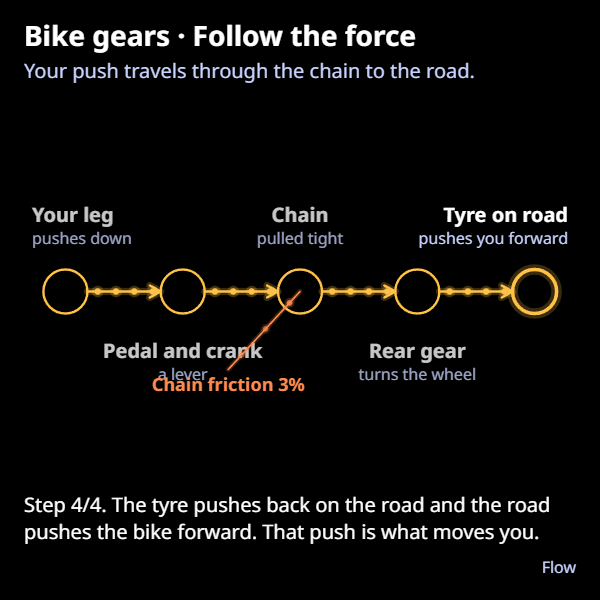 Bike gears · Follow the force
Your push travels through the chain to the road.
Your leg
pushes down
Chain
pulled tight
Tyre on road
pushes you forward
Pedal and crank
a lever
Rear gear
turns the wheel
Chain friction 3%
Step 4/4. The tyre pushes back on the road and the road
pushes the bike forward. That push is what moves you.
Flow